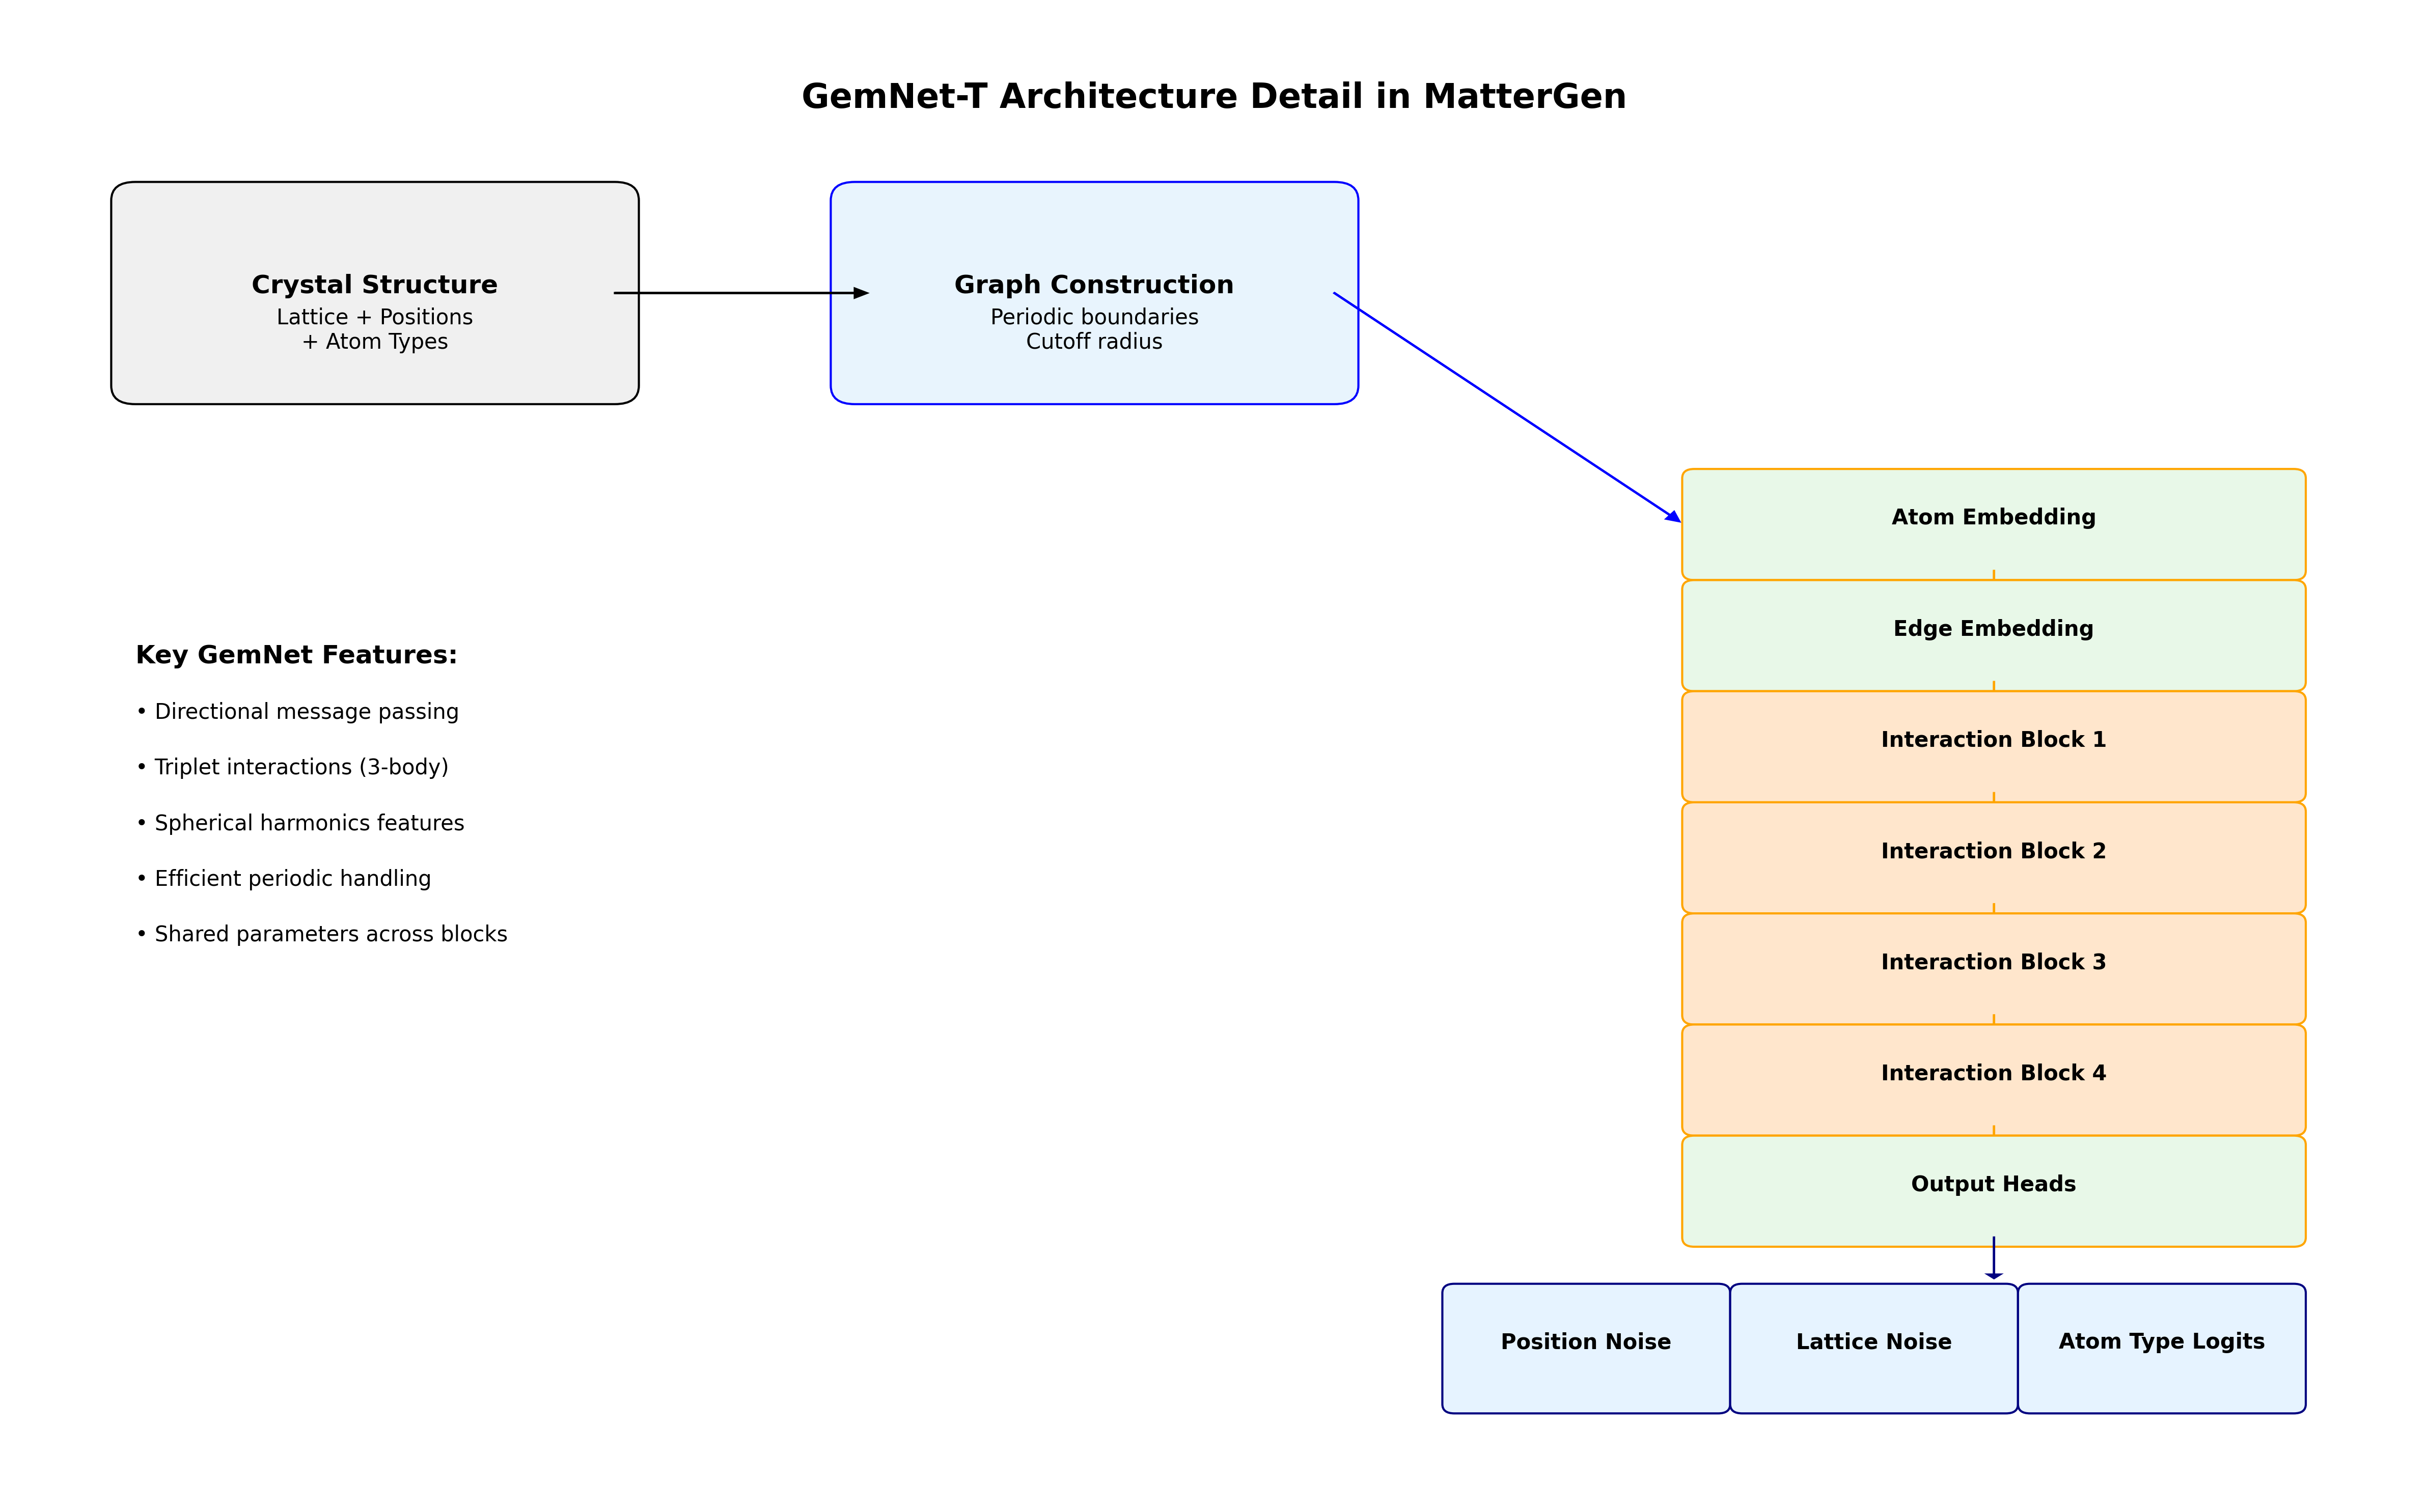 GemNet-T Architecture Detail in MatterGen
Crystal Structure
Lattice + Positions
+ Atom Types
Graph Construction
Periodic boundaries
Cutoff radius
Key GemNet Features:
• Directional message passing
• Triplet interactions (3-body)
• Spherical harmonics features
• Efficient periodic handling
• Shared parameters across blocks
Atom Embedding
Edge Embedding
Interaction Block 1
Interaction Block 2
Interaction Block 3
Interaction Block 4
Output Heads
Position Noise
Lattice Noise
Atom Type Logits